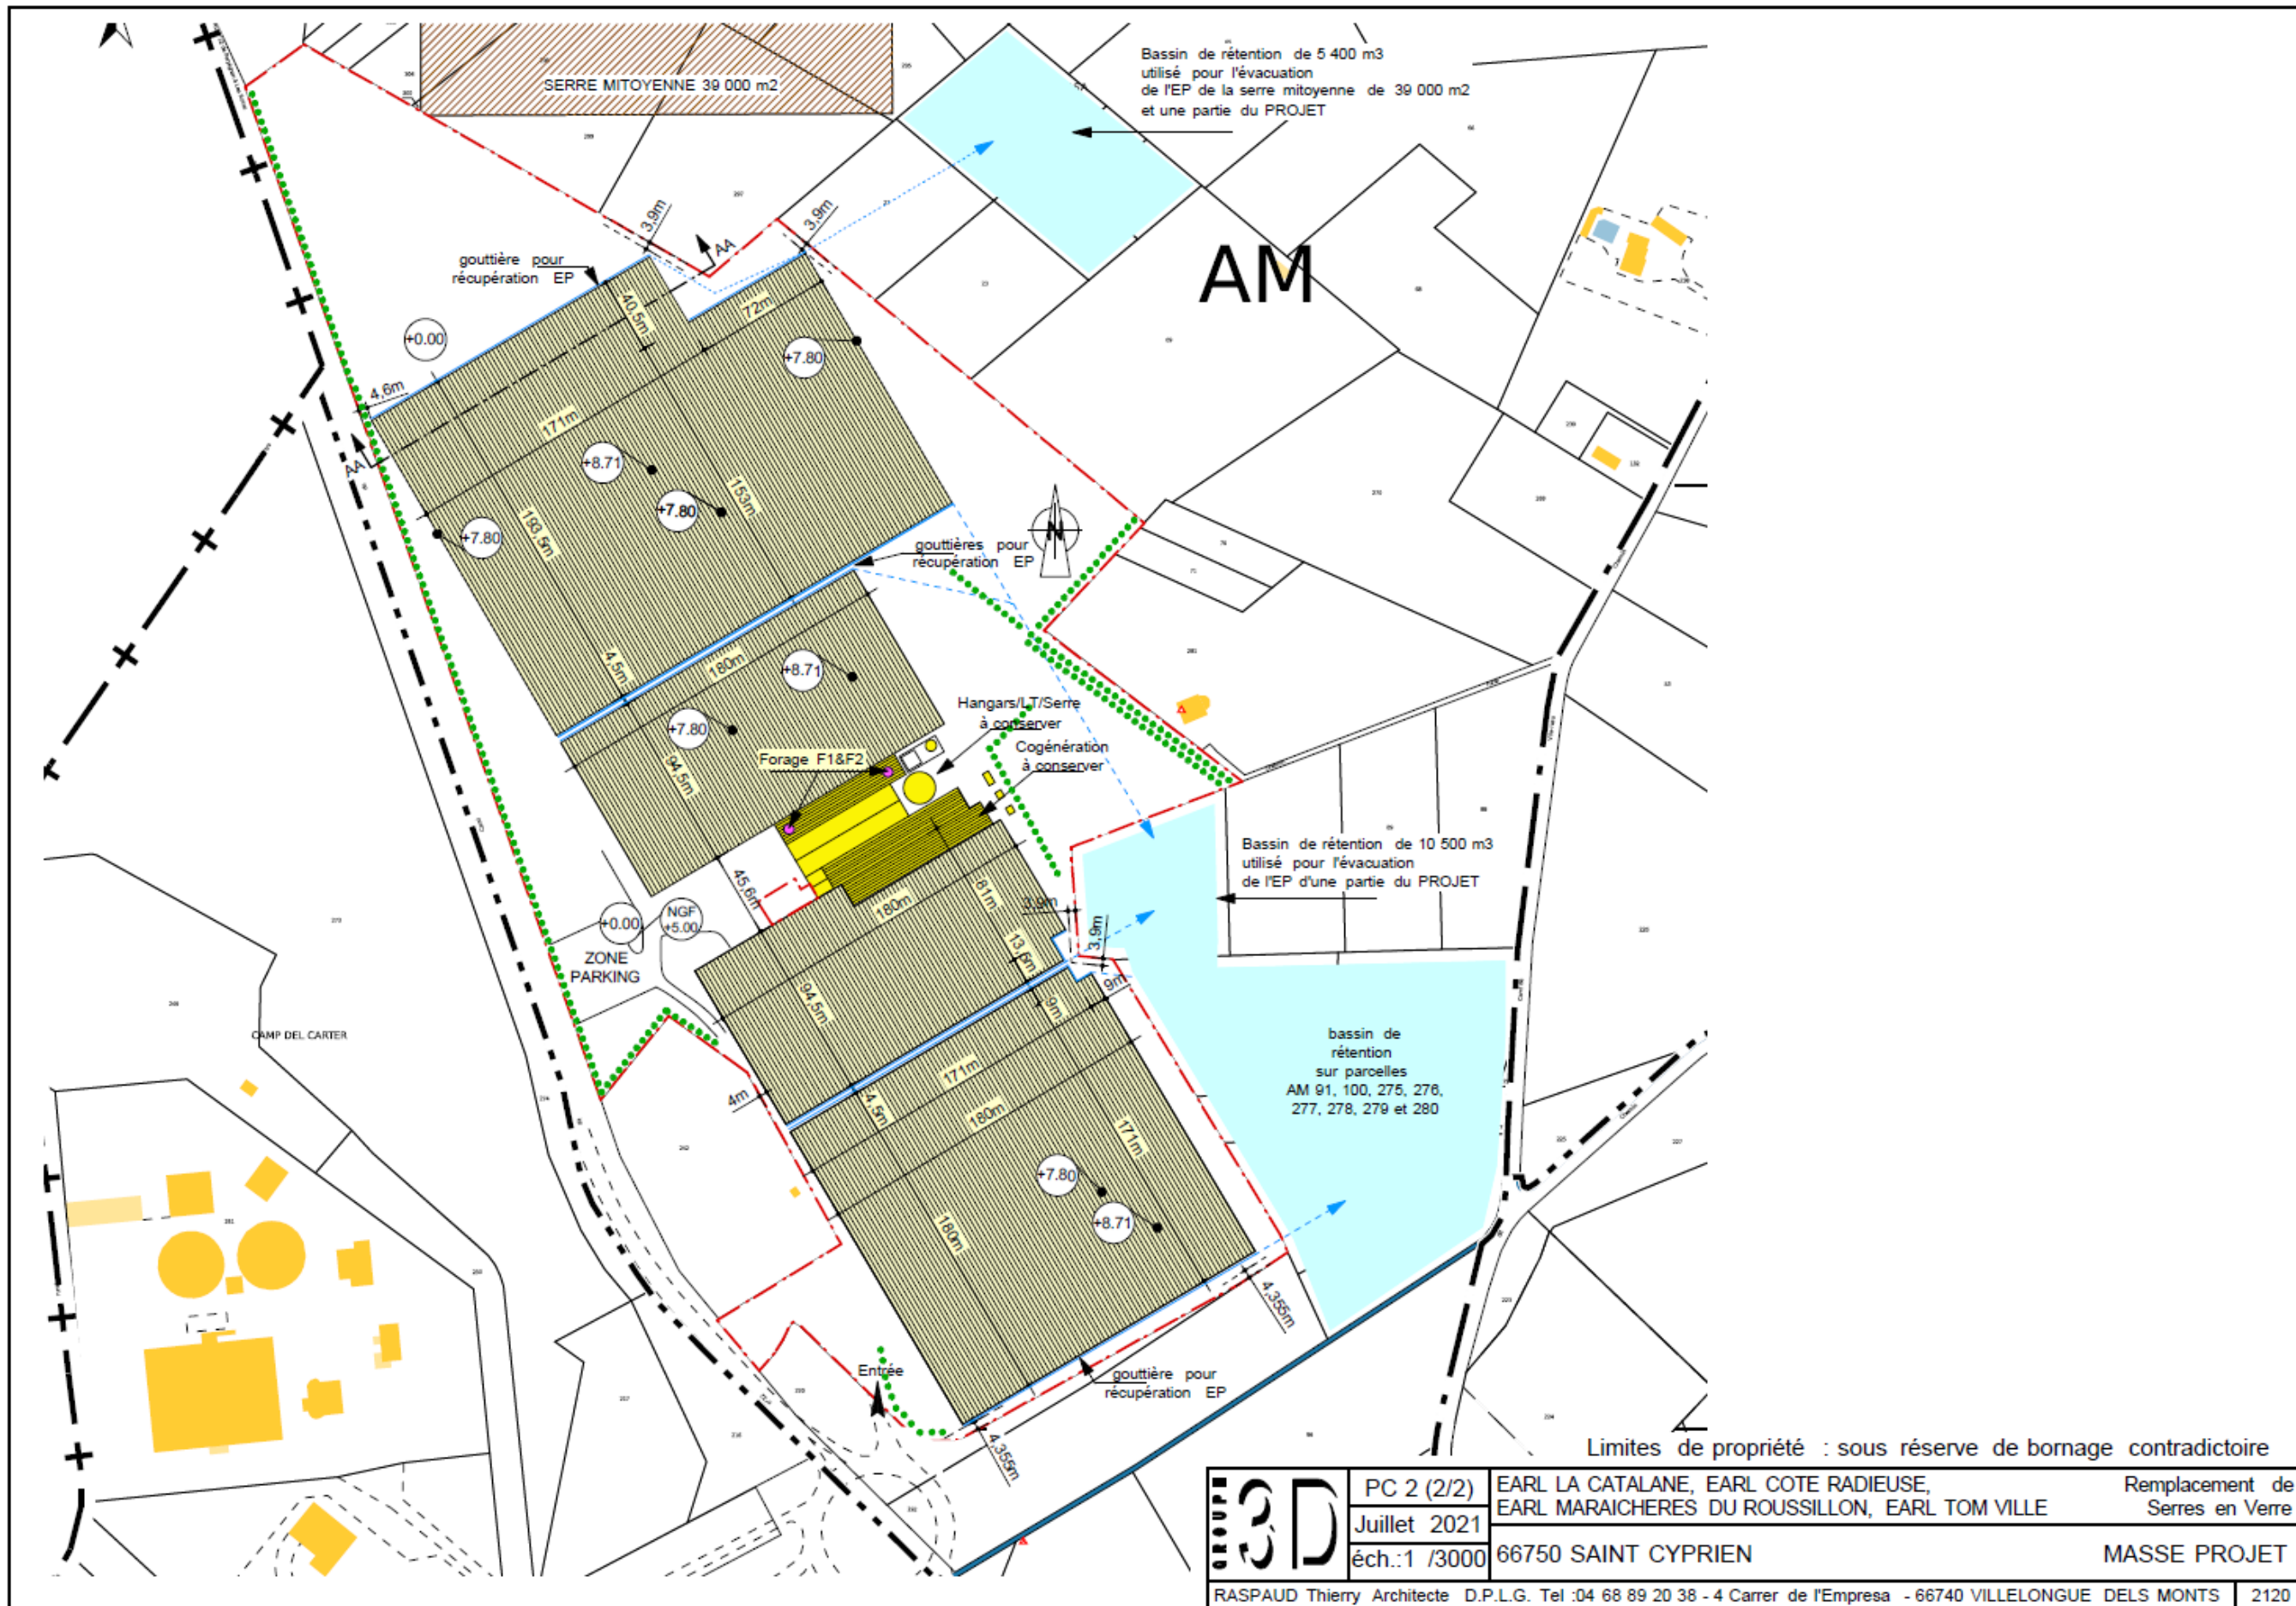 SERRE MITOYENNE 39 000 m2
Bassin de rétention de 5 400 m3
utilisé pour l'évacuation
de l'EP de la serre mitoyenne de 39 000 m2
et une partie du PROJET
AM
3,9m
3,9m
AA
gouttière pour
récupération EP
40,5m
72m
+0.00
+7.80
4,6m
171m
AA
+8.71
+7.80
153m
+7.80
193,5m
gouttières pour
récupération EP
N
4,5m
180m
+8.71
+7.80
94,5m
Forage F1&F2
Hangars/LT/Serre
à conserver
Cogénération
à conserver
Bassin de rétention de 10 500 m3
utilisé pour l'évacuation
de l'EP d'une partie du PROJET
45,6m
180m
81m
3,9m
3,9m
+0.00
NGF
+5.00
ZONE
PARKING
13,5m
9m
9m
94,5m
CAMP DEL CARTER
bassin de
rétention
sur parcelles
AM 91, 100, 275, 276,
277, 278, 279 et 280
4m
171m
4,5m
180m
171m
+7.80
+8.71
180m
4,355m
Entrée
gouttière pour
récupération EP
4,355m
Limites de propriété : sous réserve de bornage contradictoire
GROUPE 3D
PC 2 (2/2)
Juillet 2021
éch.:1 /3000
EARL LA CATALANE, EARL COTE RADIEUSE,
EARL MARAICHERES DU ROUSSILLON, EARL TOM VILLE
Remplacement de
Serres en Verre
66750 SAINT CYPRIEN
MASSE PROJET
RASPAUD Thierry Architecte D.P.L.G. Tel :04 68 89 20 38 - 4 Carrer de l'Empresa - 66740 VILLELONGUE DELS MONTS
2120